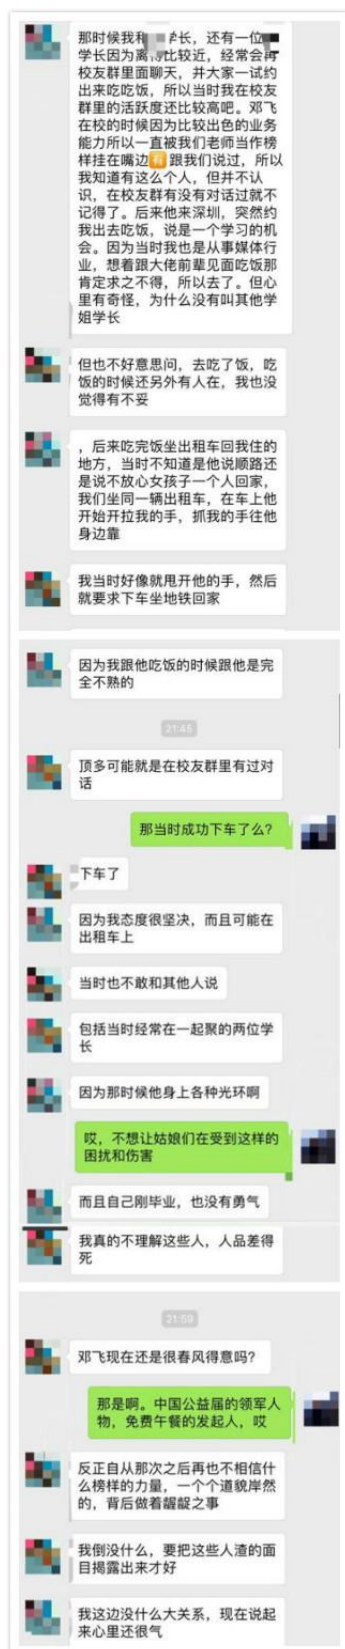 那时候我和 学长，还有一位
学长因为离得比较近，经常会再
校友群里面聊天，并大家一试约
出来吃吃饭，所以当时我在校友
群里的活跃度还比较高吧。邓飞
在校的时候因为比较出色的业务
能力所以一直被我们老师当作榜
样挂在嘴边🈶跟我们说过，所以
我知道有这么个人，但并不认
识，在校友群有没有对话过就不
记得了。后来他来深圳，突然约
我出去吃饭，说是一个学习的机
会。因为当时我也是从事媒体行
业，想着跟大佬前辈见面吃饭那
肯定求之不得，所以去了。但心
里有奇怪，为什么没有叫其他学
姐学长
但也不好意思问，去吃了饭，吃
饭的时候还另外有人在，我也没
觉得有不妥
，后来吃完饭坐出租车回我住的
地方，当时不知道是他说顺路还
是说不放心女孩子一个人回家，
我们坐同一辆出租车，在车上他
开始开拉我的手，抓我的手往他
身边靠
我当时好像就甩开他的手，然后
就要求下车坐地铁回家
因为我跟他吃饭的时候跟他是完
全不熟的
21:45
顶多可能就是在校友群里有过对
话
那当时成功下车了么？
下车了
因为我态度很坚决，而且可能在
出租车上
当时也不敢和其他人说
包括当时经常在一起聚的两位学
长
因为那时候他身上各种光环啊
哎，不想让姑娘们在受到这样的
困扰和伤害
而且自己刚毕业，也没有勇气
我真的不理解这些人，人品差得
死
21:59
邓飞现在还是很春风得意吗？
那是啊。中国公益届的领军人
物，免费午餐的发起人，哎
反正自从那次之后再也不相信什
么榜样的力量，一个个道貌岸然
的，背后做着龌龊之事
我倒没什么，要把这些人渣的面
目揭露出来才好
我这边没什么大关系，现在说起
来心里还很气